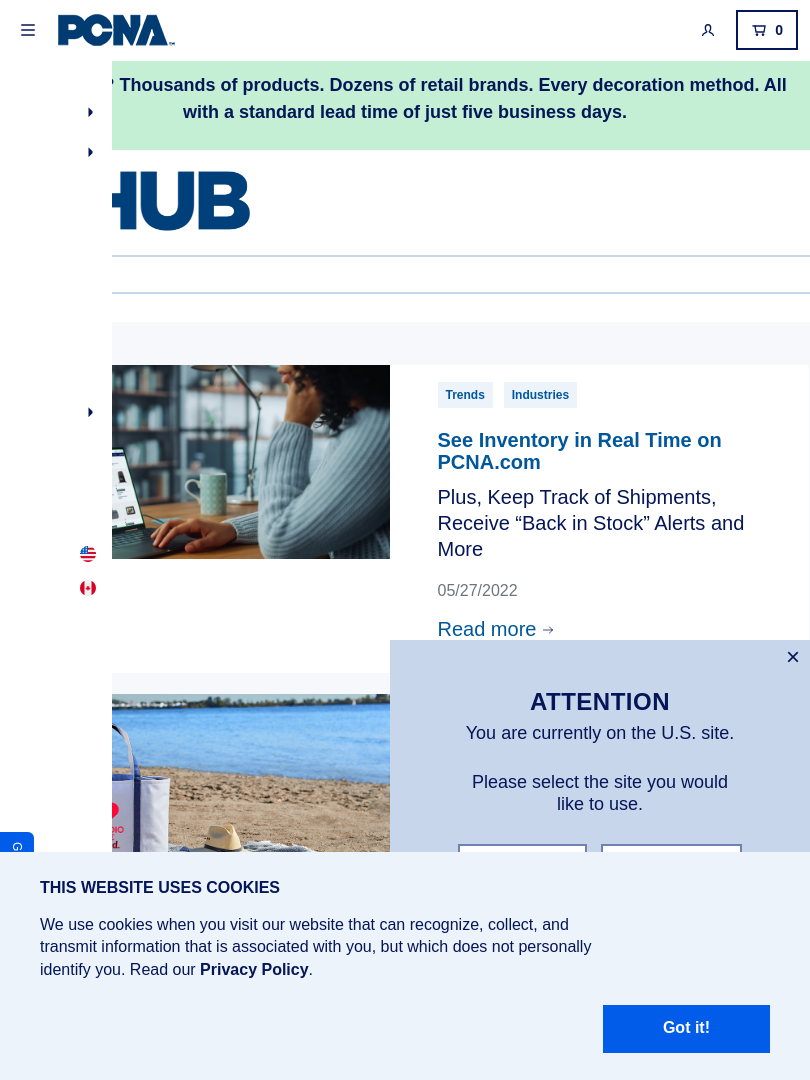 PCNA
0
? Thousands of products. Dozens of retail brands. Every decoration method. All
with a standard lead time of just five business days.
HUB
Trends Industries
See Inventory in Real Time on
PCNA.com
Plus, Keep Track of Shipments,
Receive “Back in Stock” Alerts and
More
05/27/2022
Read more
ATTENTION
You are currently on the U.S. site.
Please select the site you would
like to use.
G
THIS WEBSITE USES COOKIES
We use cookies when you visit our website that can recognize, collect, and
transmit information that is associated with you, but which does not personally
identify you. Read our Privacy Policy.
Got it!